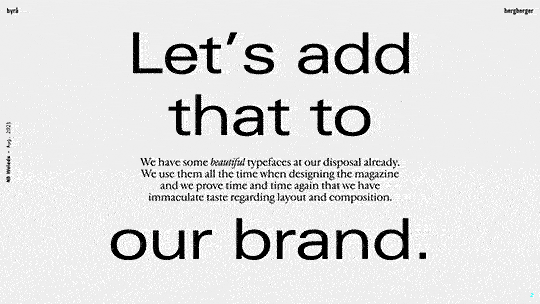 byrå
hergberger
Let's add
that to
We have some beautiful typefaces at our disposal already.
We use them all the time when designing the magazine
and we prove time and time again that we have
immaculate taste regarding layout and composition.
our brand.
2